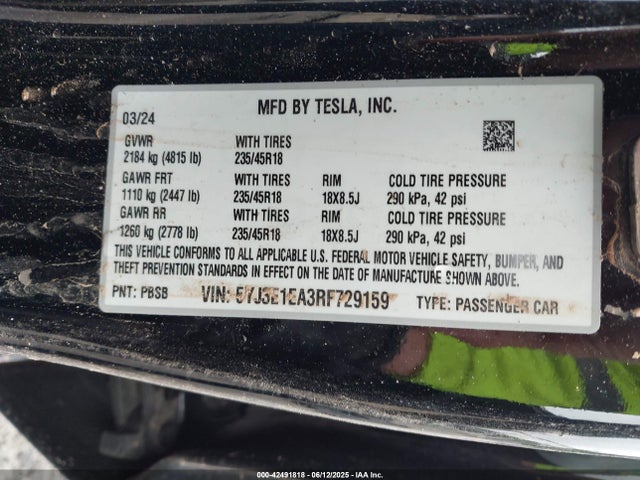 MFD BY TESLA, INC.
03/24
GVWR WITH TIRES
2184 kg (4815 lb) 235/45R18
GAWR FRT WITH TIRES RIM COLD TIRE PRESSURE
1110 kg (2447 lb) 235/45R18 18X8.5J 290 kPa, 42 psi
GAWR RR WITH TIRES RIM COLD TIRE PRESSURE
1260 kg (2778 lb) 235/45R18 18X8.5J 290 kPa, 42 psi
THIS VEHICLE CONFORMS TO ALL APPLICABLE U.S. FEDERAL MOTOR VEHICLE SAFETY, BUMPER, AND
THEFT PREVENTION STANDARDS IN EFFECT ON THE DATE OF MANUFACTURE SHOWN ABOVE.
PNT: PBSB VIN: 5YJ3E1EA3RF729159 TYPE: PASSENGER CAR
000-42491818 - 06/12/2025 - IAA Inc.